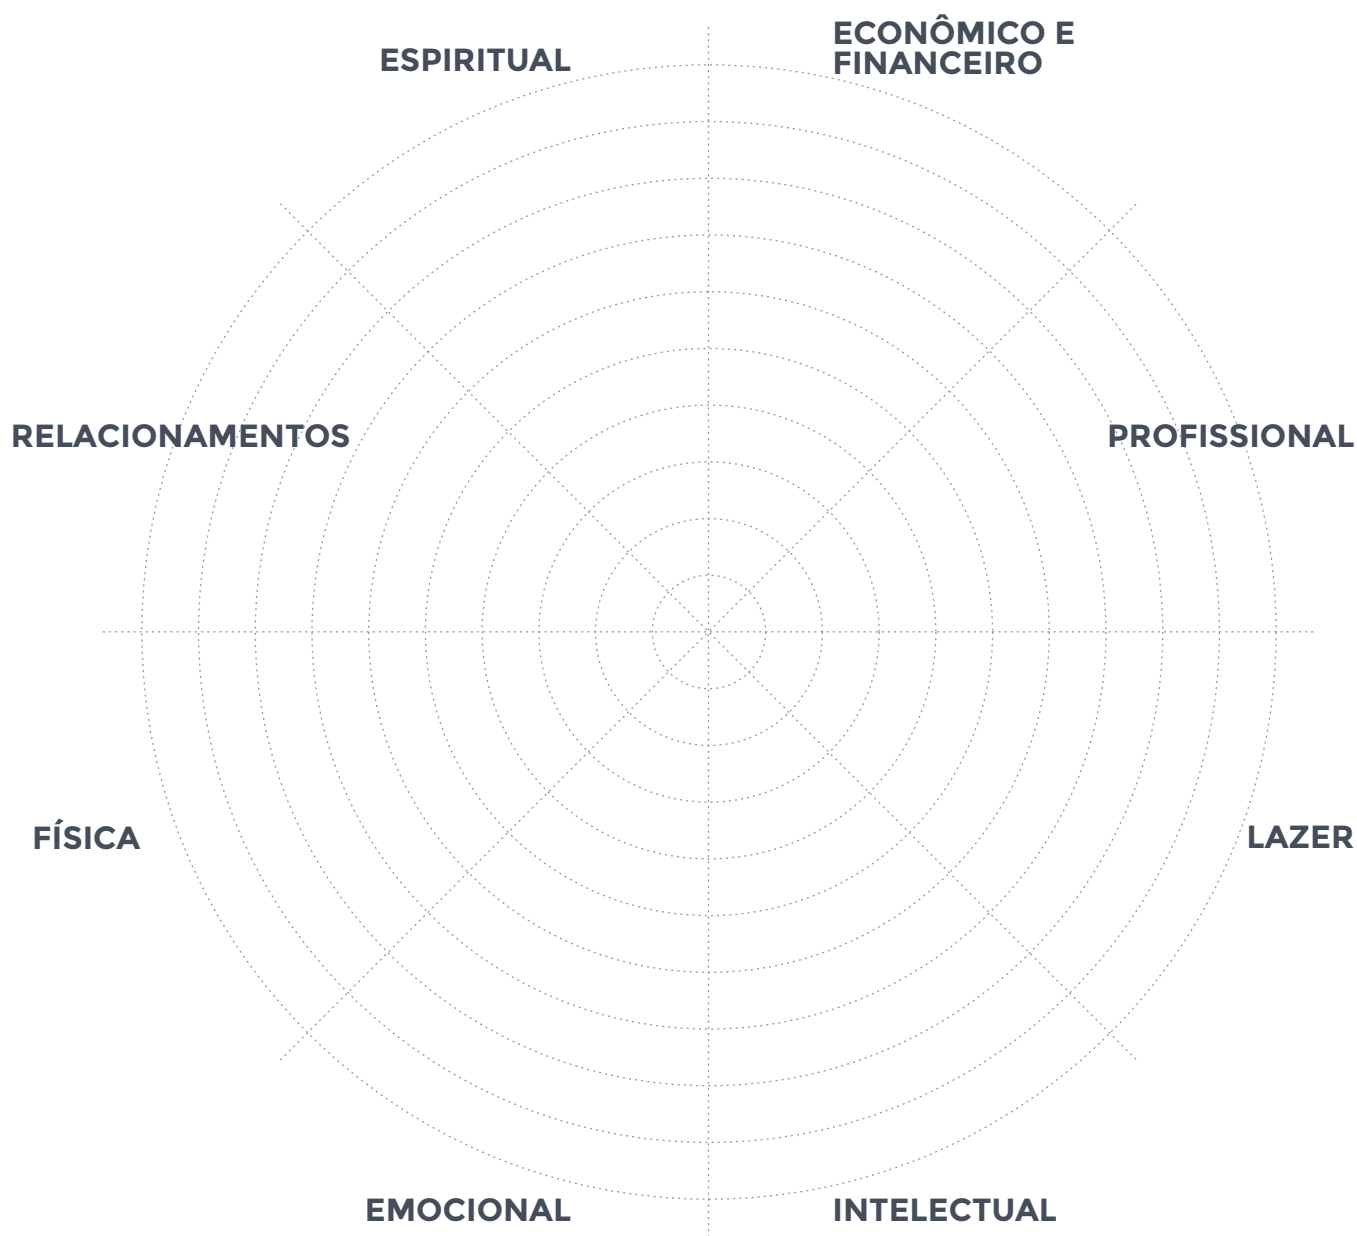 ESPIRITUAL
ECONÔMICO E
FINANCEIRO
RELACIONAMENTOS
PROFISSIONAL
FÍSICA
LAZER
EMOCIONAL
INTELECTUAL